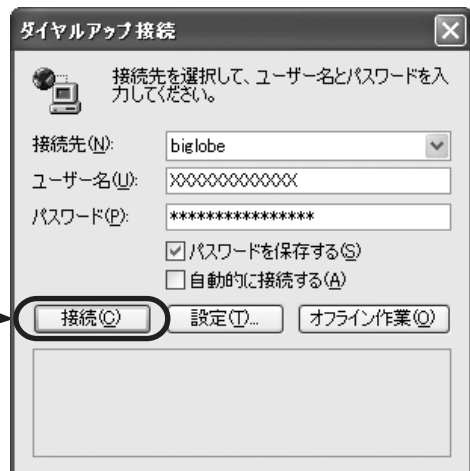 ダイヤルアップ接続
接続先を選択して、ユーザー名とパスワードを入
力してください。
接続先(N): biglobe
ユーザー名(U): XXXXXXXXXXXX
パスワード(P): ****************
パスワードを保存する(S)
自動的に接続する(A)
接続(C) 設定(T)... オフライン作業(O)